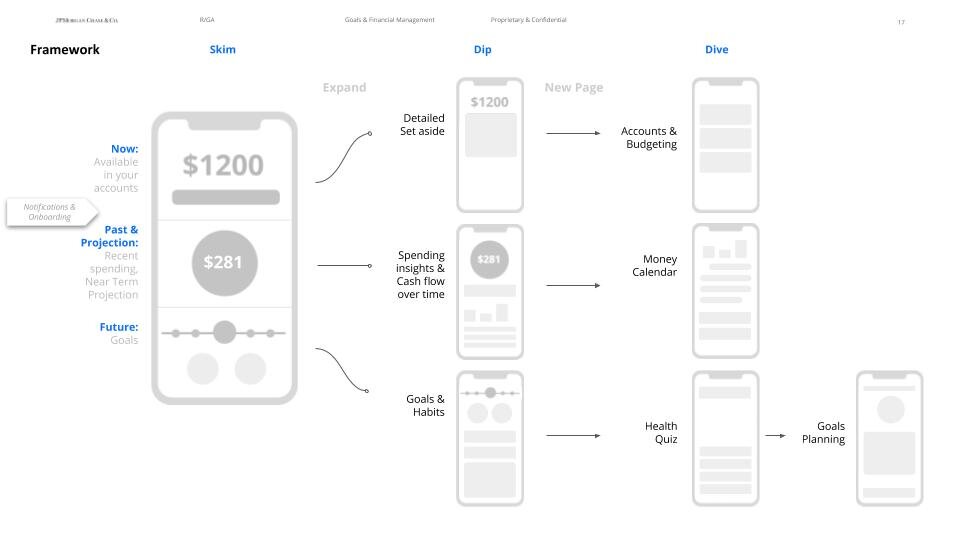 J.P.MORGAN CHASE & CO.
R/GA
Goals & Financial Management
Proprietary & Confidential
17
Framework
Skim
Dip
Dive
Expand
New Page
Now:
Available
in your
accounts
Notifications &
Onboarding
Past &
Projection:
Recent
spending,
Near Term
Projection
Future:
Goals
$1200
$281
Detailed
Set aside
$1200
Accounts &
Budgeting
Spending
insights &
Cash flow
over time
$281
Money
Calendar
Goals &
Habits
Health
Quiz
Goals
Planning